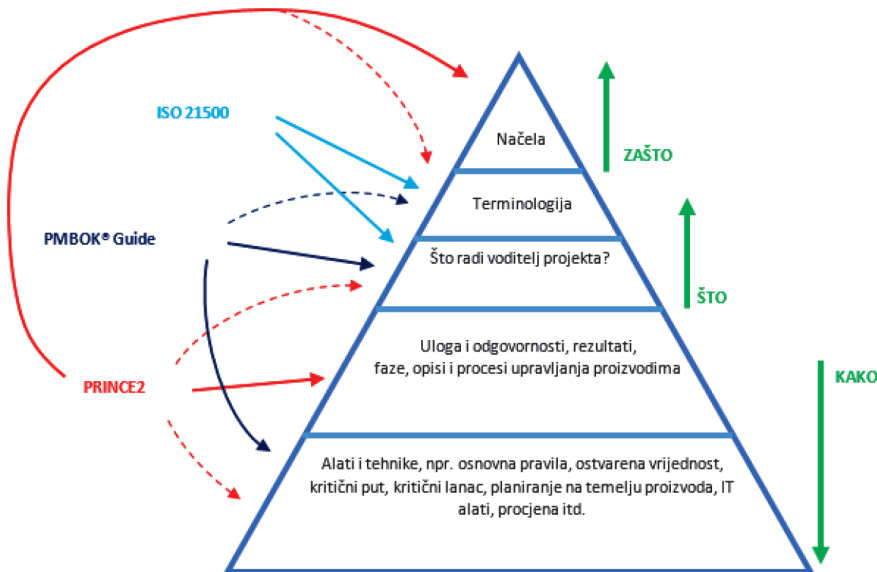 ISO 21500
PMBOK® Guide
PRINCE2
Načela
Terminologija
Što radi voditelj projekta?
Uloga i odgovornosti, rezultati,
faze, opisi i procesi upravljanja proizvodima
Alati i tehnike, npr. osnovna pravila, ostvarena vrijednost,
kritični put, kritični lanac, planiranje na temelju proizvoda, IT
alati, procjena itd.
ZAŠTO
ŠTO
KAKO